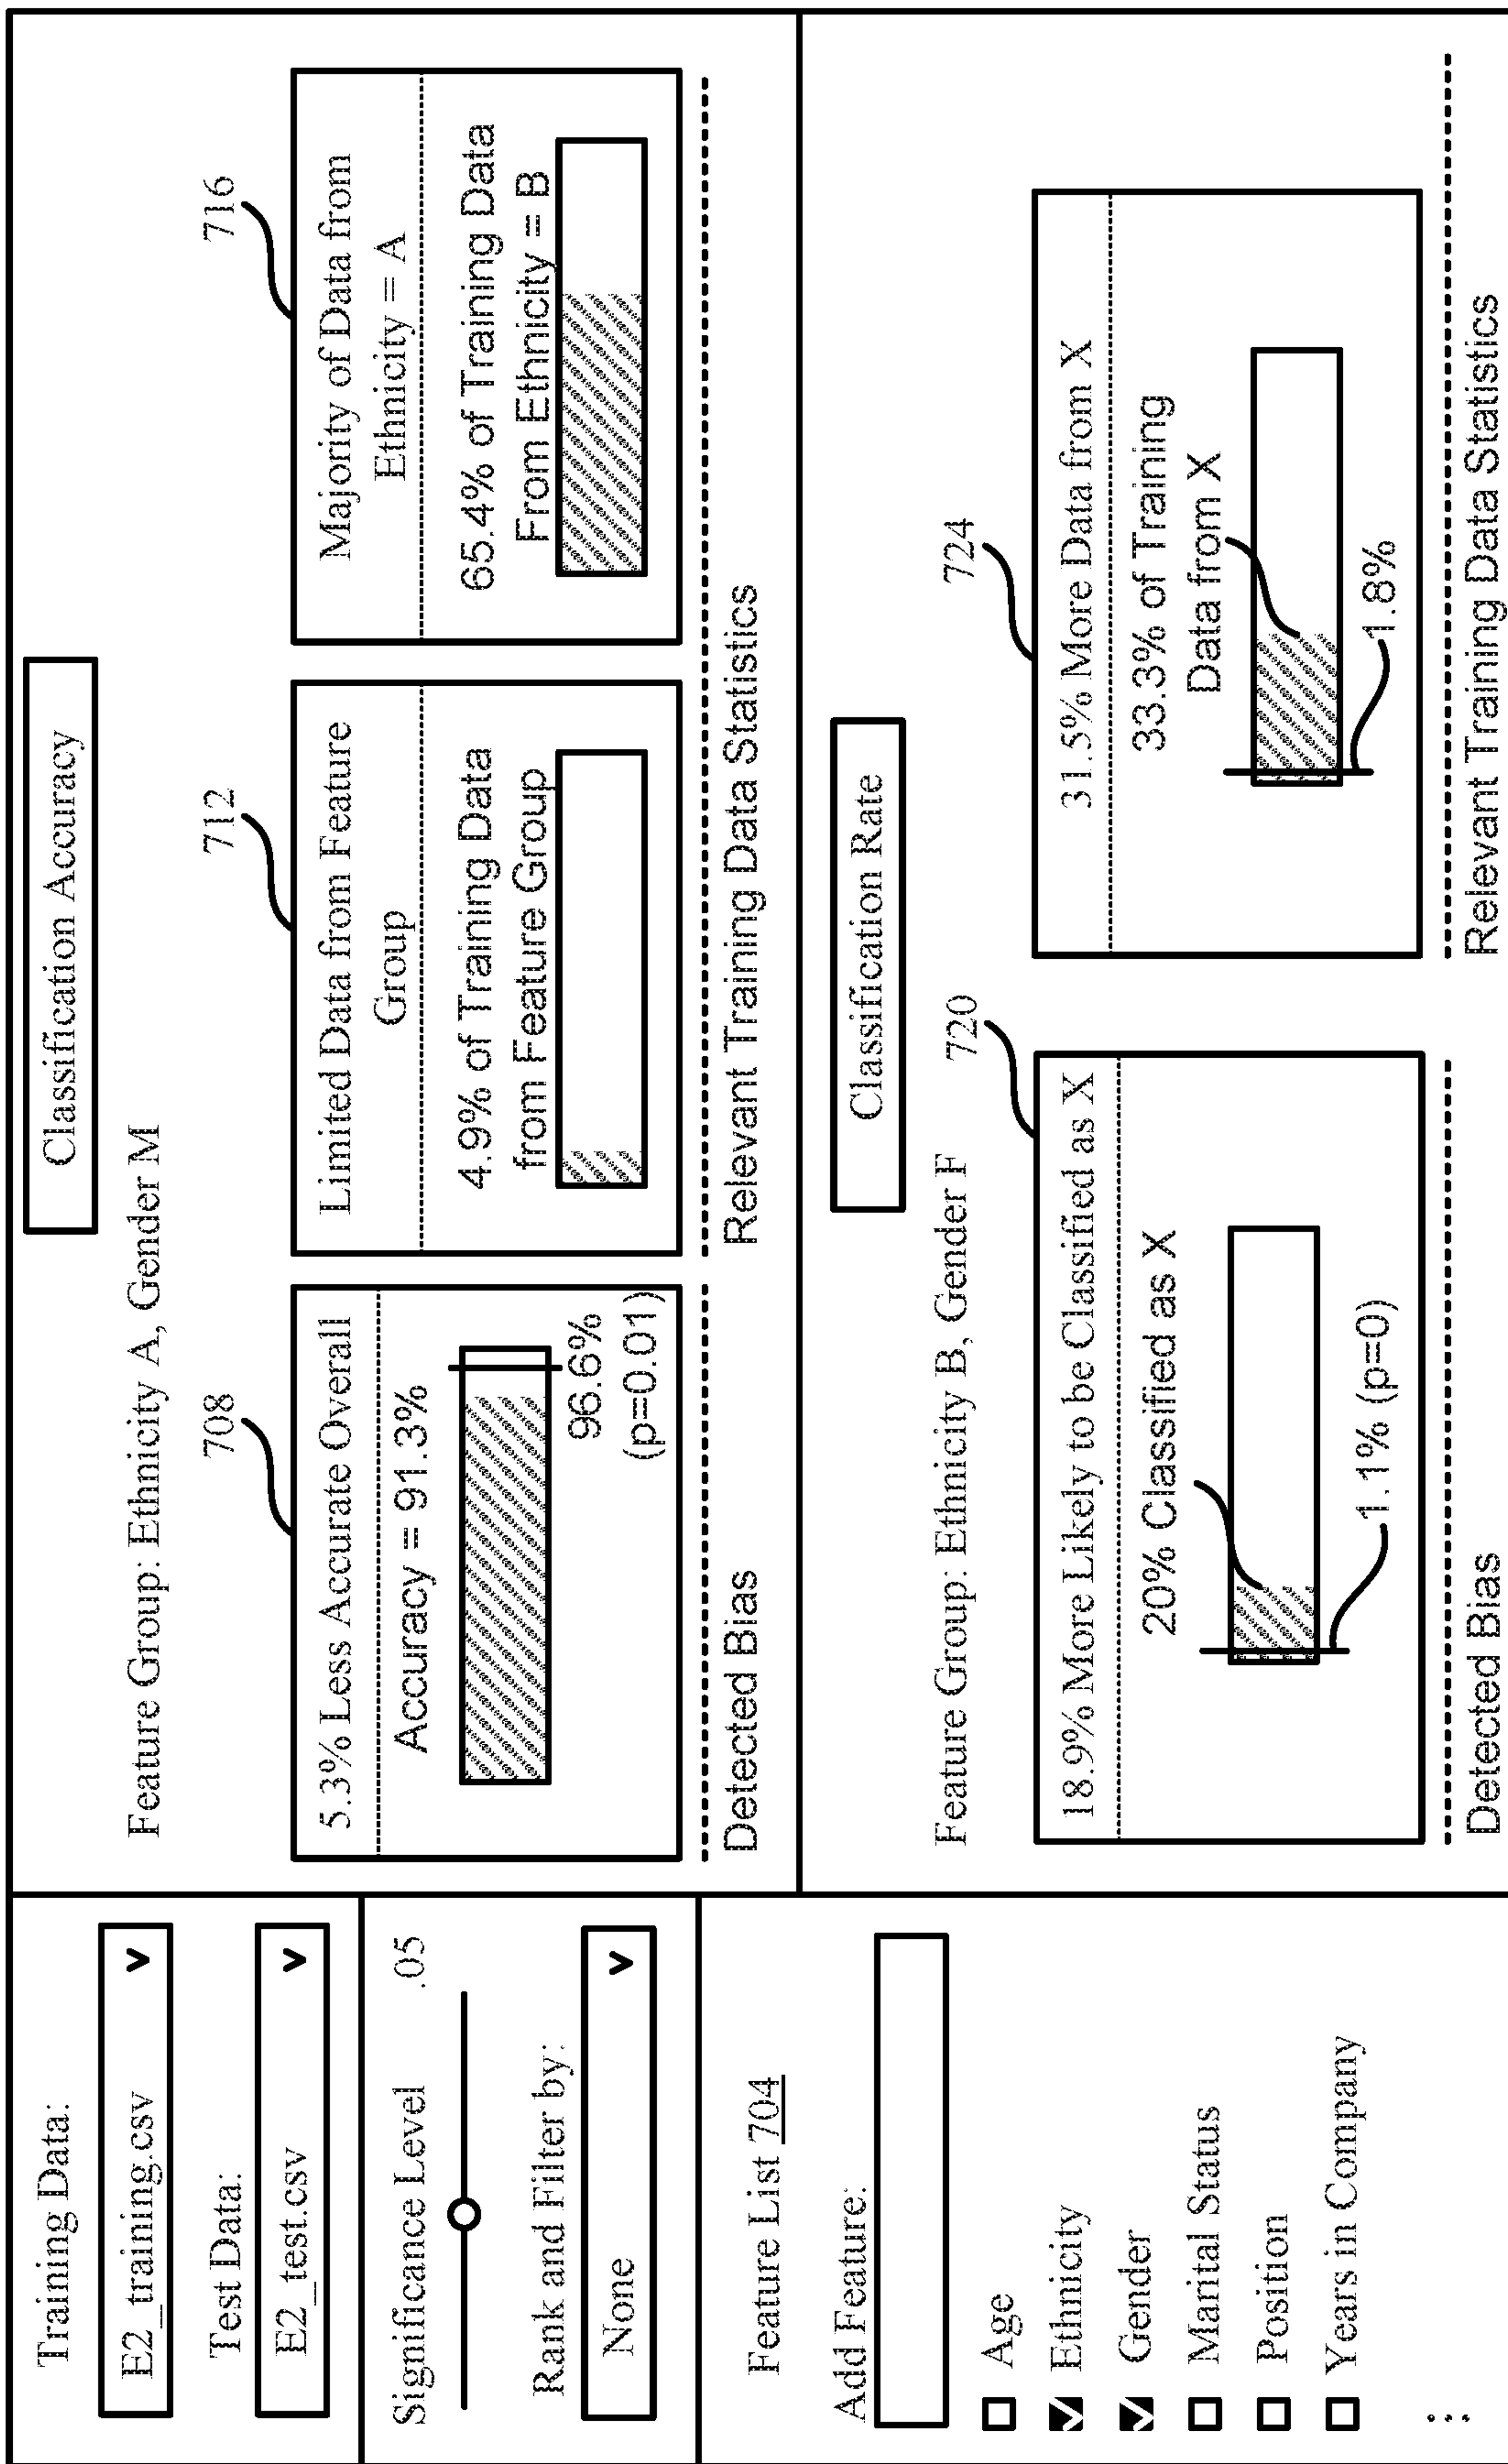 Training Data:
E2_training.csv
Test Data:
E2_test.csv
Significance Level .05
Rank and Filter by:
None
Feature List 704
Add Feature:
Age
Ethnicity
Gender
Marital Status
Position
Years in Company
Classification Accuracy
Feature Group: Ethnicity A, Gender M
708
5.3% Less Accurate Overall
Accuracy = 91.3%
96.6%
(p=0.01)
Detected Bias
712
Limited Data from Feature
Group
4.9% of Training Data
from Feature Group
716
Majority of Data from
Ethnicity = A
65.4% of Training Data
From Ethnicity = B
Relevant Training Data Statistics
Classification Rate
Feature Group: Ethnicity B, Gender F
720
18.9% More Likely to be Classified as X
20% Classified as X
1.1% (p=0)
Detected Bias
724
31.5% More Data from X
33.3% of Training
Data from X
1.8%
Relevant Training Data Statistics